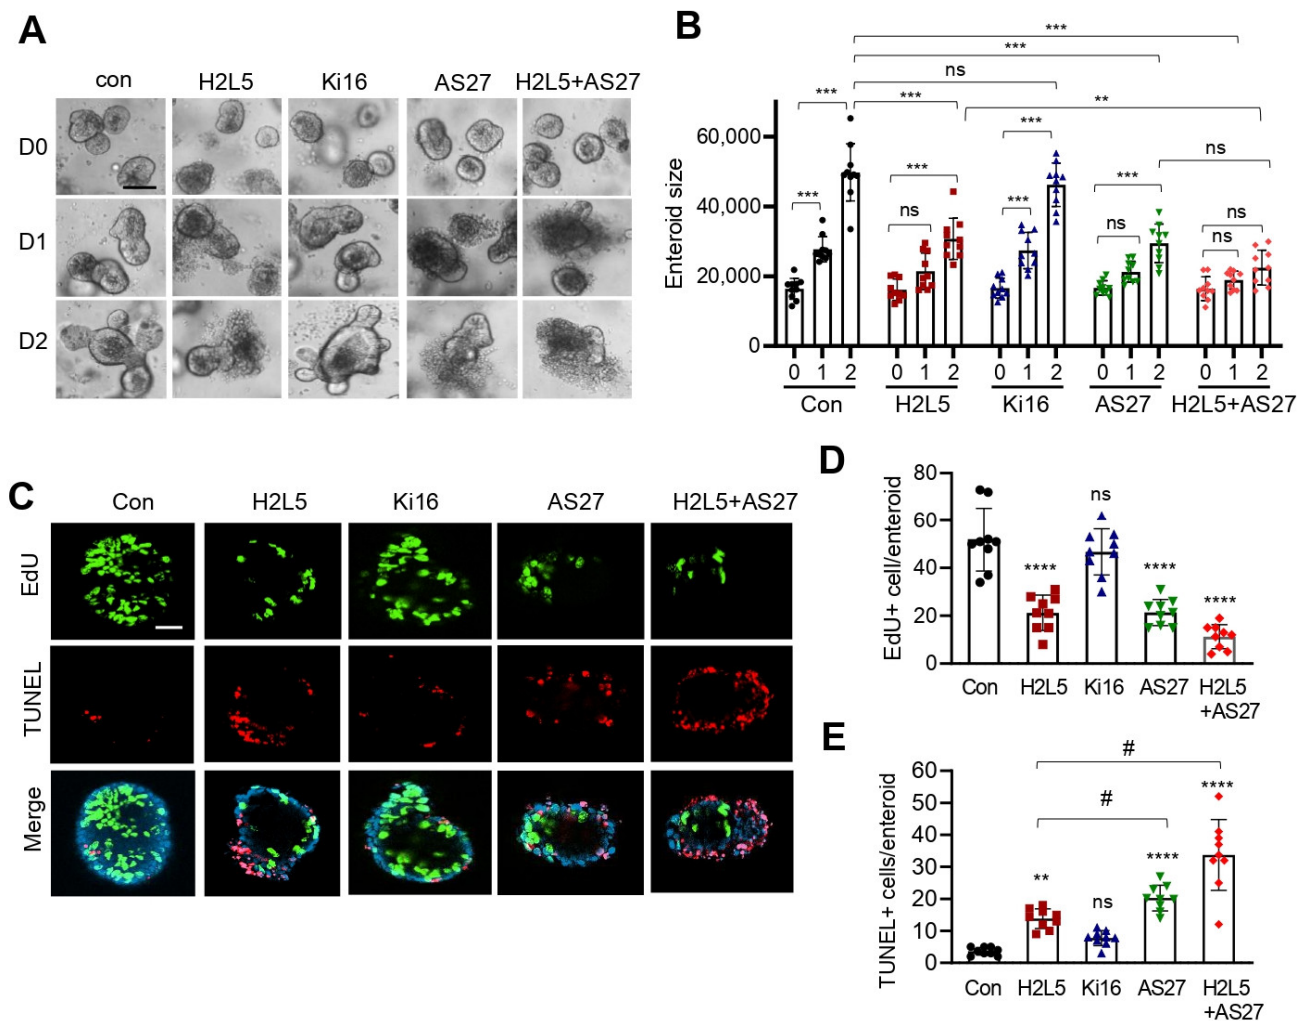 A
con H2L5 Ki16 AS27 H2L5+AS27
D0
D1
D2
B
***
***
ns
*** *** **
***
ns
*** ***
*** ns *** ns ns
ns
Enteroid size
60,000
40,000
20,000
0
0 1 2 0 1 2 0 1 2 0 1 2 0 1 2
Con H2L5 Ki16 AS27 H2L5+AS27
C
Con H2L5 Ki16 AS27 H2L5+AS27
EdU
TUNEL
Merge
D
EdU+ cell/enteroid
80
60
40
20
0
ns
**** **** ****
Con H2L5 Ki16 AS27 H2L5
+AS27
E
TUNEL+ cells/enteroid
60
50
40
30
20
10
0
#
#
****
** ns ****
Con H2L5 Ki16 AS27 H2L5
+AS27